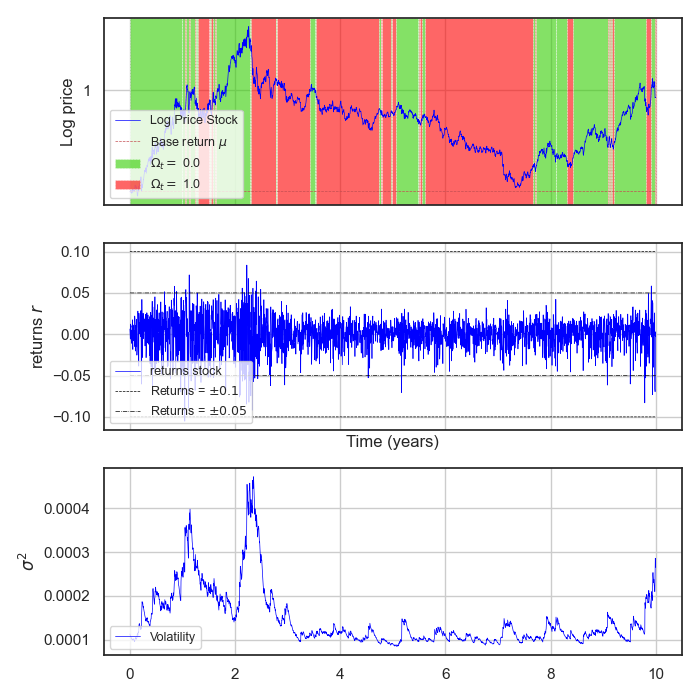 Log price
1
Log Price Stock
Base return μ
Ω_t = 0.0
Ω_t = 1.0
returns r
0.10
0.05
0.00
−0.05
−0.10
returns stock
Returns = ±0.1
Returns = ±0.05
Time (years)
σ²
0.0004
0.0003
0.0002
0.0001
Volatility
0 2 4 6 8 10